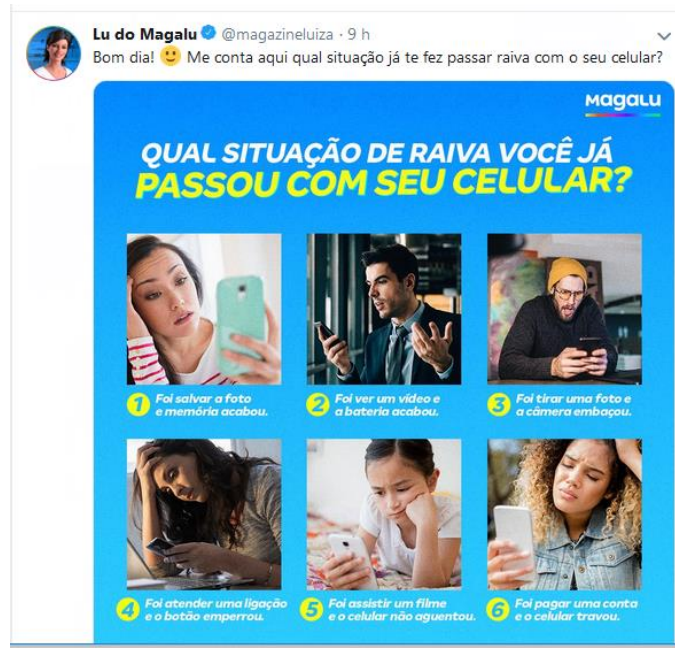 Lu do Magalu @magazineluiza · 9 h
Bom dia! 🙂 Me conta aqui qual situação já te fez passar raiva com o seu celular?
Magalu
QUAL SITUAÇÃO DE RAIVA VOCÊ JÁ
PASSOU COM SEU CELULAR?
1 Foi salvar a foto
e memória acabou.
2 Foi ver um vídeo e
a bateria acabou.
3 Foi tirar uma foto e
a câmera embaçou.
4 Foi atender uma ligação
e o botão emperrou.
5 Foi assistir um filme
e o celular não aguentou.
6 Foi pagar uma conta
e o celular travou.